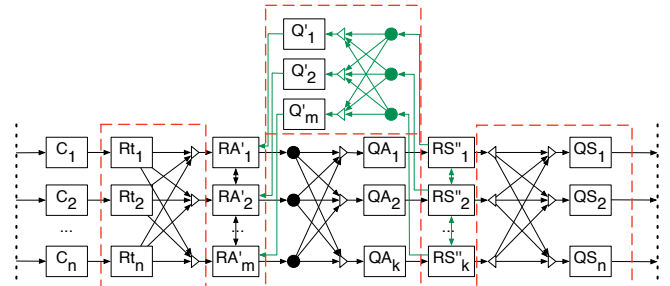 Q'1
Q'2
Q'm
C1 Rt1 RA'1 QA1 RS"1 QS1
C2 Rt2 RA'2 QA2 RS"2 QS2
... ... ...
Cn Rtn RA'm QAk RS"k QSn